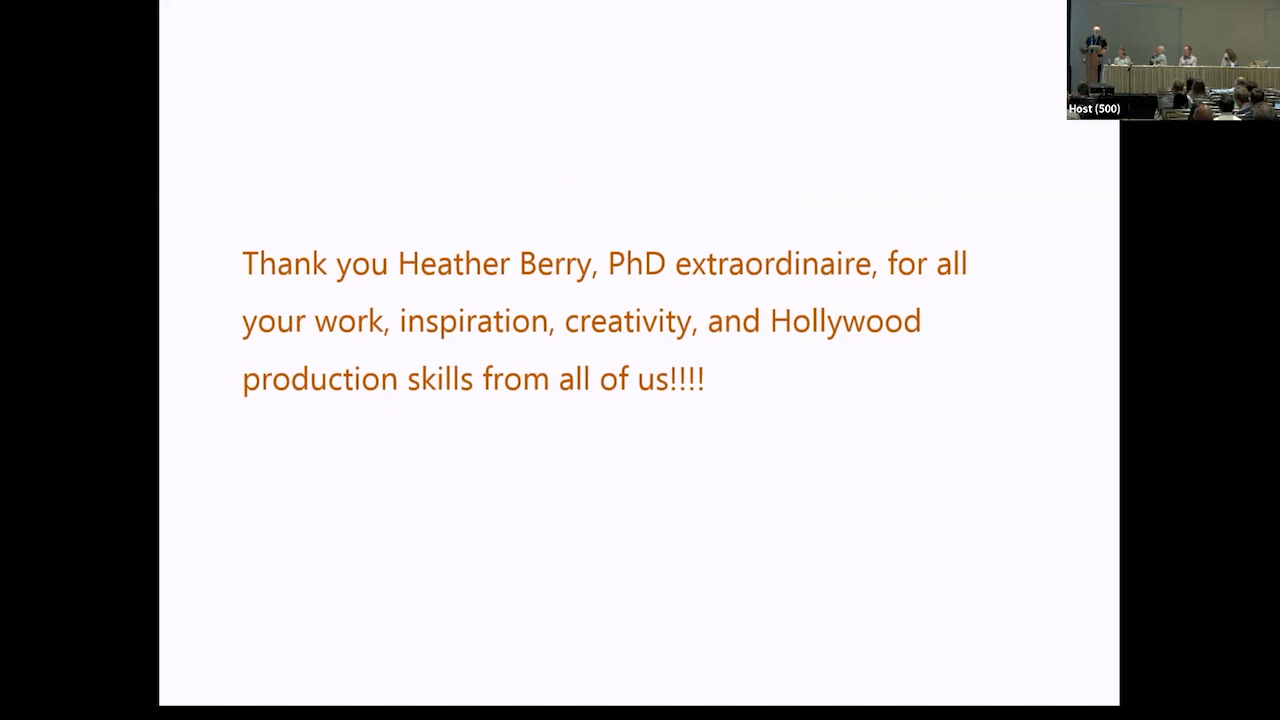 Host (500)
Thank you Heather Berry, PhD extraordinaire, for all
your work, inspiration, creativity, and Hollywood
production skills from all of us!!!!